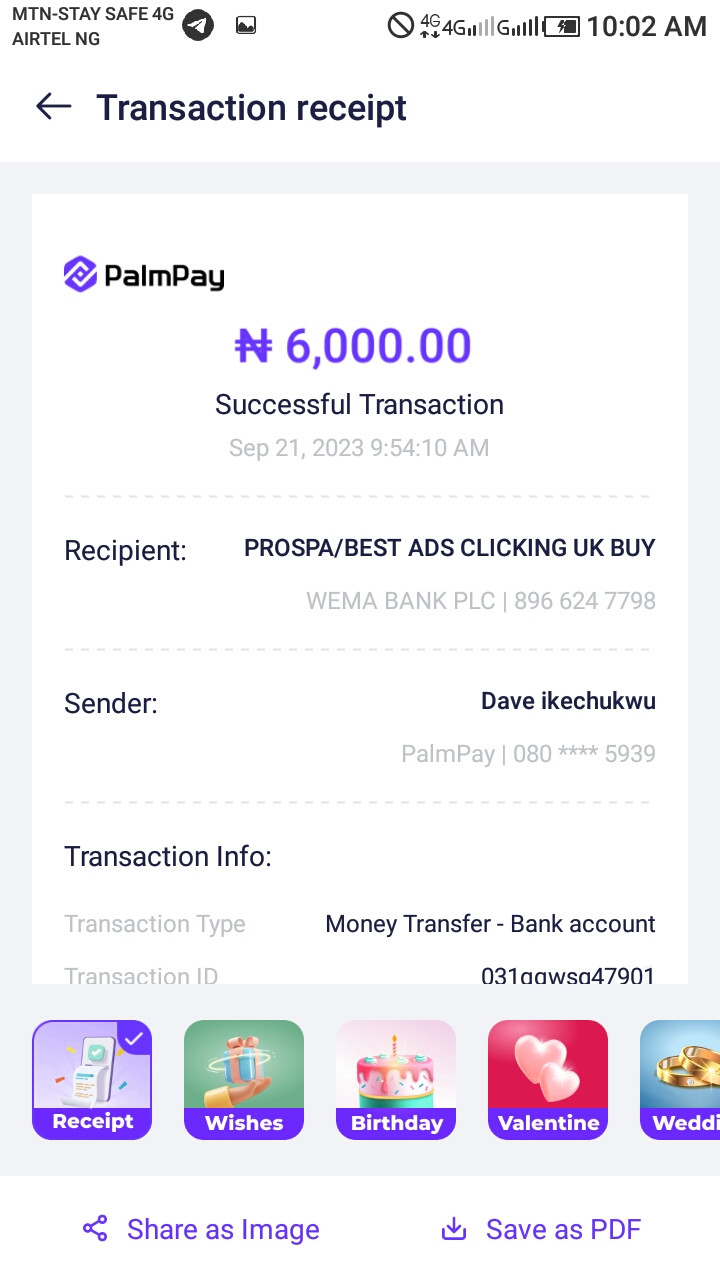 MTN-STAY SAFE 4G
AIRTEL NG
4G 4G G 10:02 AM
Transaction receipt
PalmPay
₦ 6,000.00
Successful Transaction
Sep 21, 2023 9:54:10 AM
Recipient: PROSPA/BEST ADS CLICKING UK BUY
WEMA BANK PLC | 896 624 7798
Sender: Dave ikechukwu
PalmPay | 080 **** 5939
Transaction Info:
Transaction Type Money Transfer - Bank account
Transaction ID
Receipt Wishes Birthday Valentine Weddi
Share as Image Save as PDF